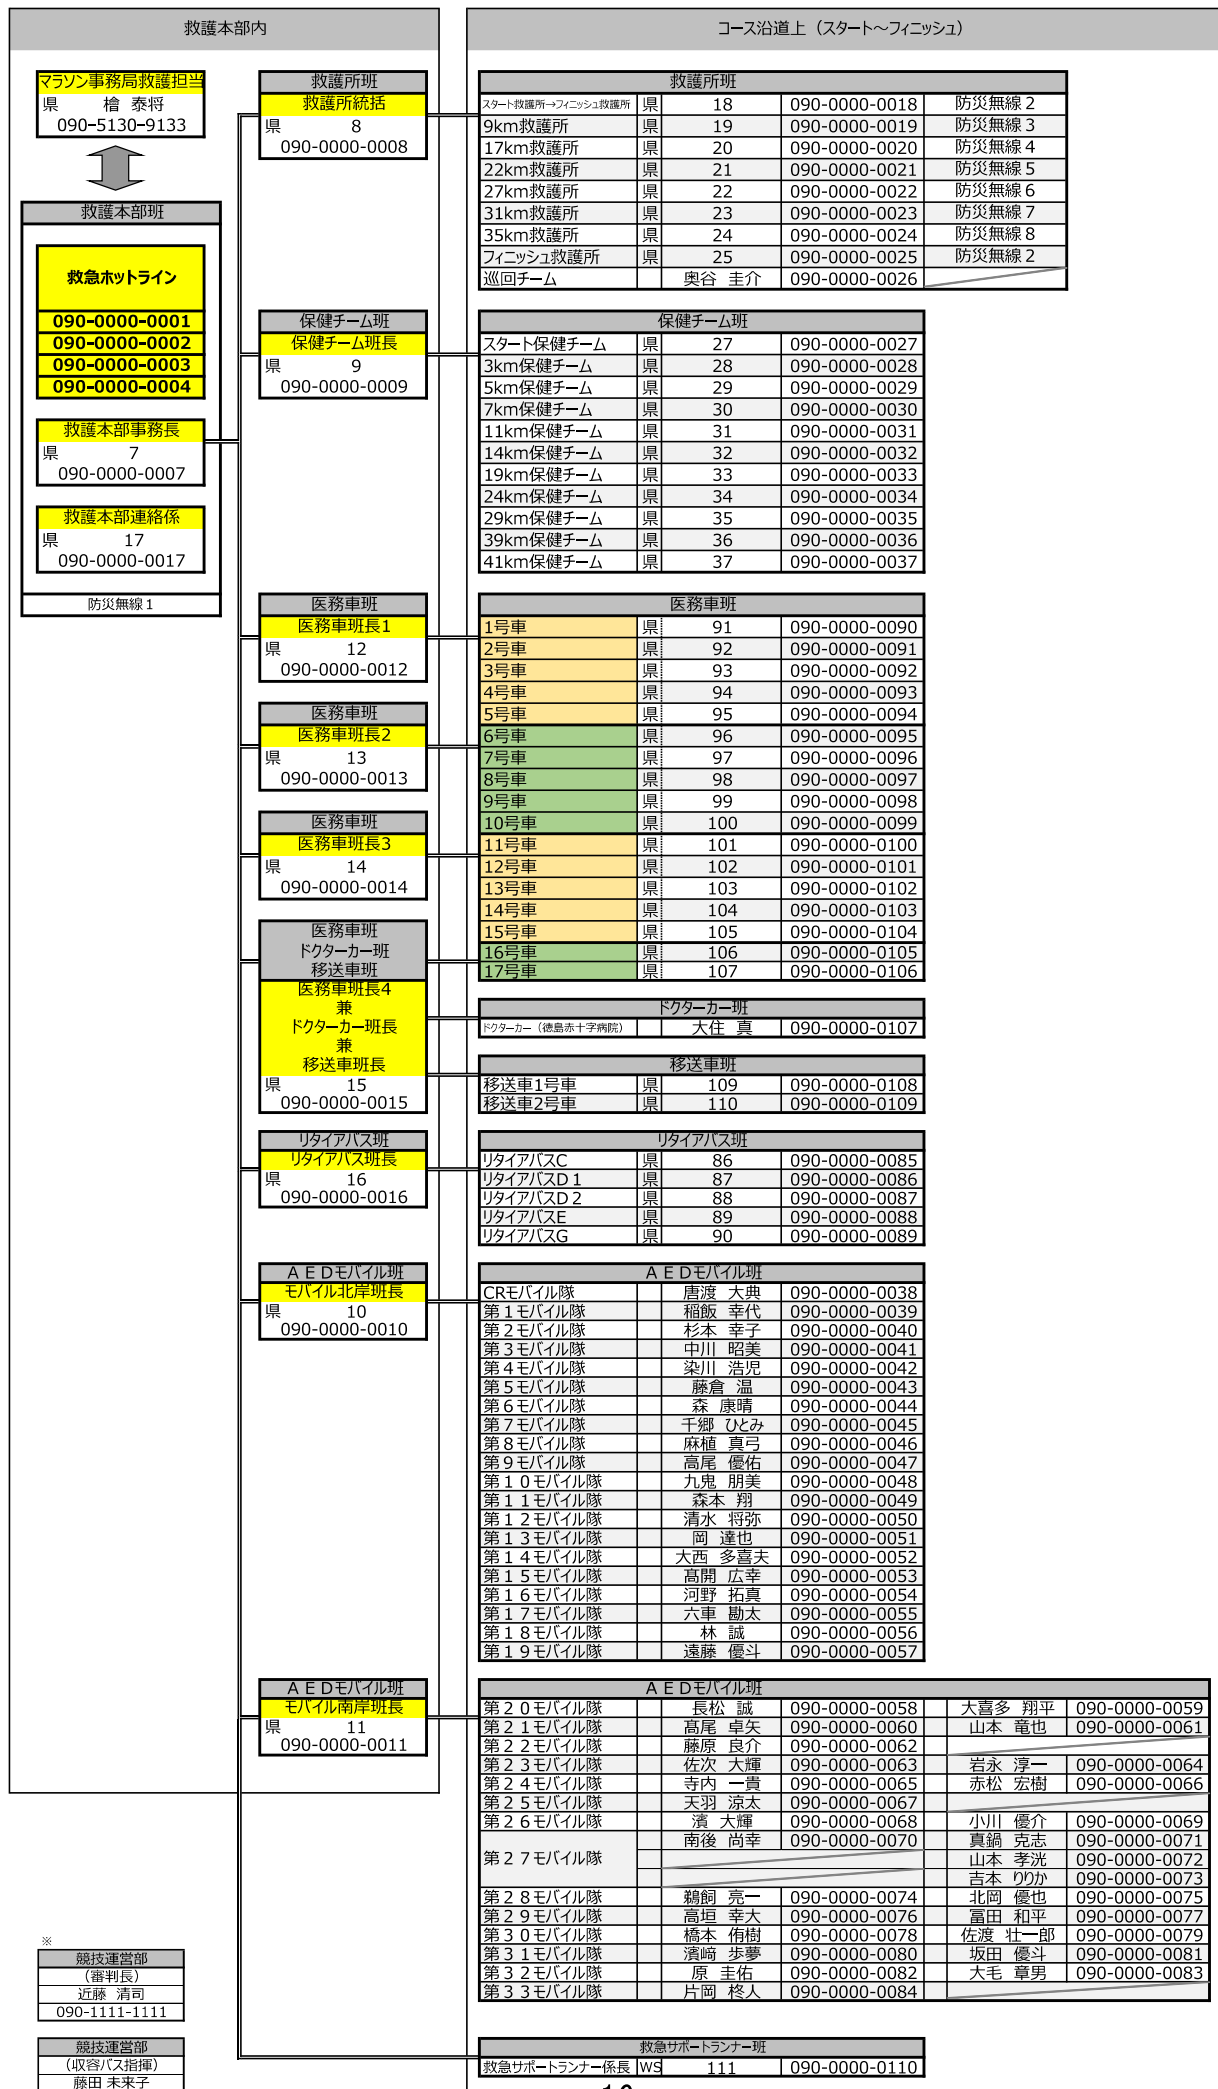 救護本部内
マラソン事務局救護担当
県 檜 泰将
090-5130-9133
救護本部班
救急ホットライン
090-0000-0001
090-0000-0002
090-0000-0003
090-0000-0004
救護本部事務長
県 7
090-0000-0007
救護本部連絡係
県 17
090-0000-0017
防災無線1
救護所班
救護所統括
県 8
090-0000-0008
保健チーム班
保健チーム班長
県 9
090-0000-0009
医務車班
医務車班長1
県 12
090-0000-0012
医務車班
医務車班長2
県 13
090-0000-0013
医務車班
医務車班長3
県 14
090-0000-0014
医務車班
ドクターカー班
移送車班
医務車班長4
兼
ドクターカー班長
兼
移送車班長
県 15
090-0000-0015
リタイアバス班
リタイアバス班長
県 16
090-0000-0016
AEDモバイル班
モバイル北岸班長
県 10
090-0000-0010
AEDモバイル班
モバイル南岸班長
県 11
090-0000-0011
コース沿道上(スタート~フィニッシュ)
救護所班
スタート救護所→フィニッシュ救護所 県 18 090-0000-0018 防災無線2
9km救護所 県 19 090-0000-0019 防災無線3
17km救護所 県 20 090-0000-0020 防災無線4
22km救護所 県 21 090-0000-0021 防災無線5
27km救護所 県 22 090-0000-0022 防災無線6
31km救護所 県 23 090-0000-0023 防災無線7
35km救護所 県 24 090-0000-0024 防災無線8
フィニッシュ救護所 県 25 090-0000-0025 防災無線2
巡回チーム 奥谷 圭介 090-0000-0026
保健チーム班
スタート保健チーム 県 27 090-0000-0027
3km保健チーム 県 28 090-0000-0028
5km保健チーム 県 29 090-0000-0029
7km保健チーム 県 30 090-0000-0030
11km保健チーム 県 31 090-0000-0031
14km保健チーム 県 32 090-0000-0032
19km保健チーム 県 33 090-0000-0033
24km保健チーム 県 34 090-0000-0034
29km保健チーム 県 35 090-0000-0035
39km保健チーム 県 36 090-0000-0036
41km保健チーム 県 37 090-0000-0037
医務車班
1号車 県 91 090-0000-0090
2号車 県 92 090-0000-0091
3号車 県 93 090-0000-0092
4号車 県 94 090-0000-0093
5号車 県 95 090-0000-0094
6号車 県 96 090-0000-0095
7号車 県 97 090-0000-0096
8号車 県 98 090-0000-0097
9号車 県 99 090-0000-0098
10号車 県 100 090-0000-0099
11号車 県 101 090-0000-0100
12号車 県 102 090-0000-0101
13号車 県 103 090-0000-0102
14号車 県 104 090-0000-0103
15号車 県 105 090-0000-0104
16号車 県 106 090-0000-0105
17号車 県 107 090-0000-0106
ドクターカー班
ドクターカー(徳島赤十字病院) 大住 真 090-0000-0107
移送車班
移送車1号車 県 109 090-0000-0108
移送車2号車 県 110 090-0000-0109
リタイアバス班
リタイアバスC 県 86 090-0000-0085
リタイアバスD1 県 87 090-0000-0086
リタイアバスD2 県 88 090-0000-0087
リタイアバスE 県 89 090-0000-0088
リタイアバスG 県 90 090-0000-0089
AEDモバイル班
CRモバイル隊 唐渡 大典 090-0000-0038
第1モバイル隊 稲飯 幸代 090-0000-0039
第2モバイル隊 杉本 幸子 090-0000-0040
第3モバイル隊 中川 昭美 090-0000-0041
第4モバイル隊 染川 浩児 090-0000-0042
第5モバイル隊 藤倉 温 090-0000-0043
第6モバイル隊 森 康晴 090-0000-0044
第7モバイル隊 千郷 ひとみ 090-0000-0045
第8モバイル隊 麻植 真弓 090-0000-0046
第9モバイル隊 高尾 優佑 090-0000-0047
第10モバイル隊 九鬼 朋美 090-0000-0048
第11モバイル隊 森本 翔 090-0000-0049
第12モバイル隊 清水 将弥 090-0000-0050
第13モバイル隊 岡 達也 090-0000-0051
第14モバイル隊 大西 多喜夫 090-0000-0052
第15モバイル隊 髙開 広幸 090-0000-0053
第16モバイル隊 河野 拓真 090-0000-0054
第17モバイル隊 六車 勘太 090-0000-0055
第18モバイル隊 林 誠 090-0000-0056
第19モバイル隊 遠藤 優斗 090-0000-0057
AEDモバイル班
第20モバイル隊 長松 誠 090-0000-0058 大喜多 翔平 090-0000-0059
第21モバイル隊 髙尾 卓矢 090-0000-0060 山本 竜也 090-0000-0061
第22モバイル隊 藤原 良介 090-0000-0062
第23モバイル隊 佐次 大輝 090-0000-0063 岩永 淳一 090-0000-0064
第24モバイル隊 寺内 一貴 090-0000-0065 赤松 宏樹 090-0000-0066
第25モバイル隊 天羽 涼太 090-0000-0067
第26モバイル隊 濱 大輝 090-0000-0068 小川 優介 090-0000-0069
第27モバイル隊 南後 尚幸 090-0000-0070 真鍋 克志 090-0000-0071
山本 孝洸 090-0000-0072
吉本 りりか 090-0000-0073
第28モバイル隊 鵜飼 亮一 090-0000-0074 北岡 優也 090-0000-0075
第29モバイル隊 高垣 幸大 090-0000-0076 冨田 和平 090-0000-0077
第30モバイル隊 橋本 侑樹 090-0000-0078 佐渡 壮一郎 090-0000-0079
第31モバイル隊 濱﨑 歩夢 090-0000-0080 坂田 優斗 090-0000-0081
第32モバイル隊 原 圭佑 090-0000-0082 大毛 章男 090-0000-0083
第33モバイル隊 片岡 柊人 090-0000-0084
救急サポートランナー班
救急サポートランナー係長 WS 111 090-0000-0110
※
競技運営部
(審判長)
近藤 清司
090-1111-1111
競技運営部
(収容バス指揮)
藤田 未来子